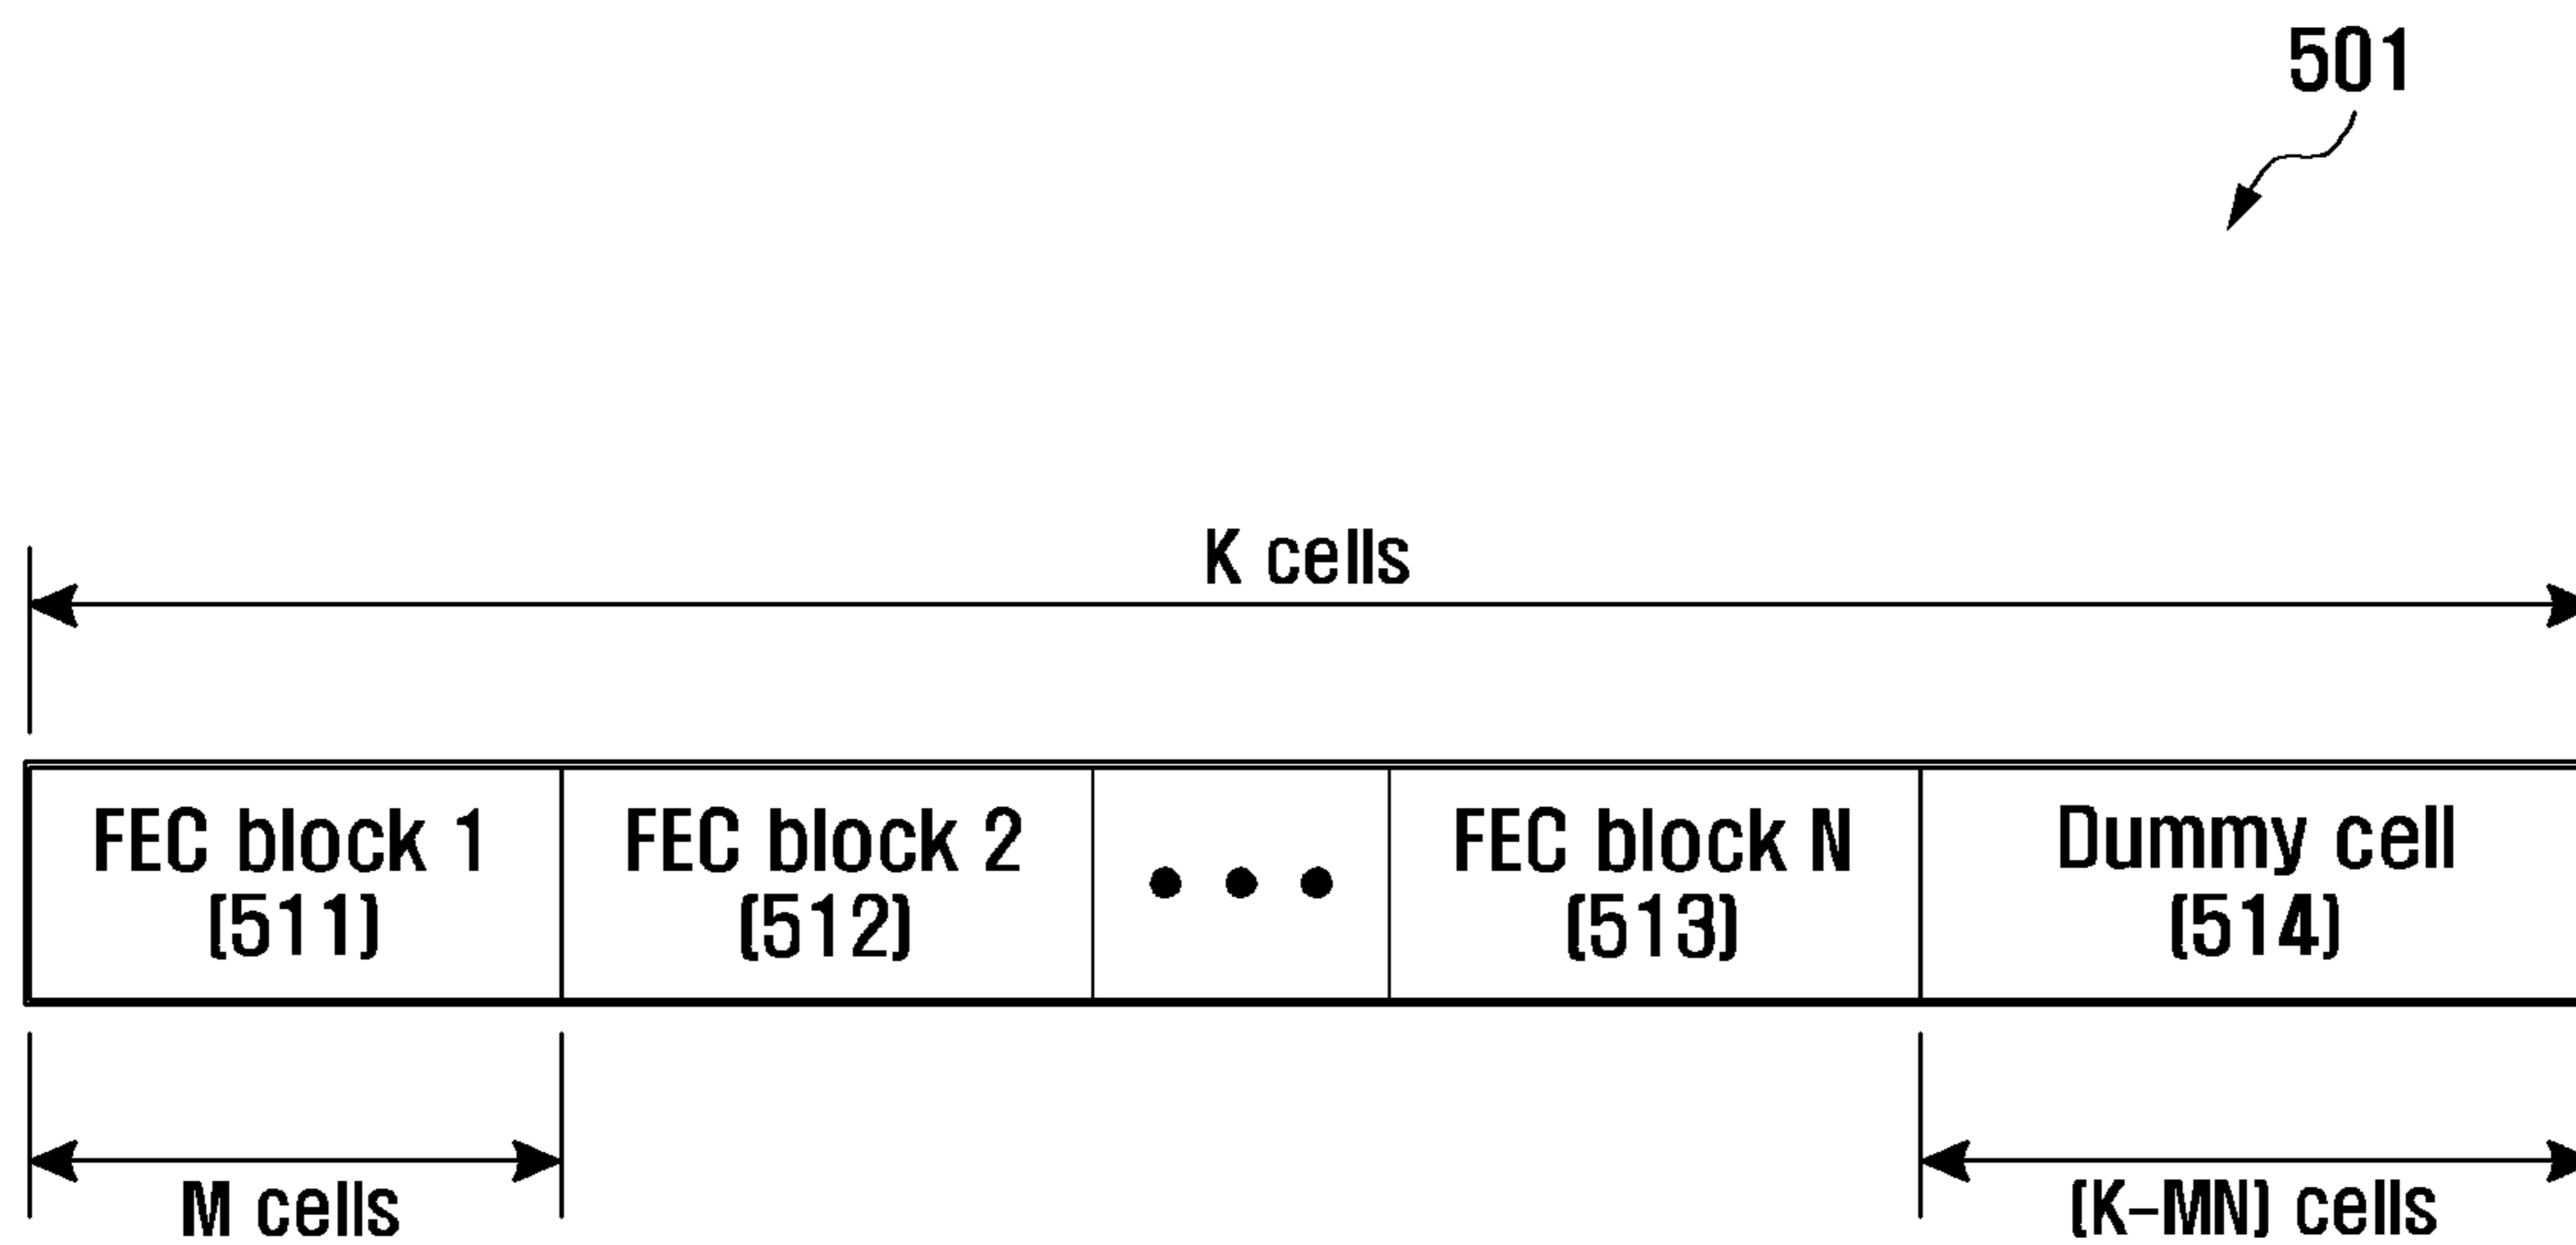 501
K cells
FEC block 1
(511)
FEC block 2
(512)
• • •
FEC block N
(513)
Dummy cell
(514)
M cells
(K-MN) cells